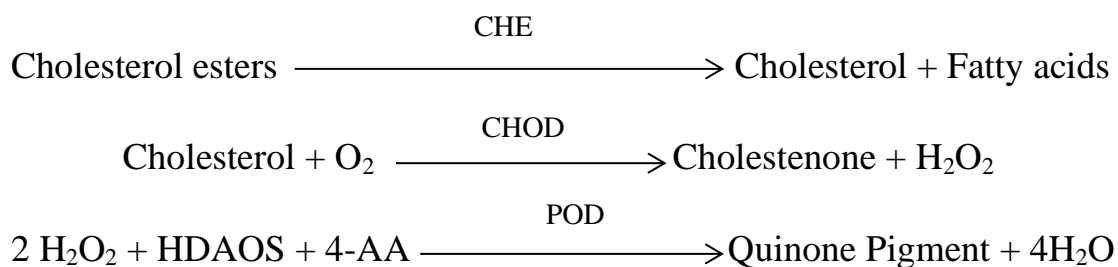 CHE
Cholesterol esters ⟶ Cholesterol + Fatty acids
CHOD
Cholesterol + O₂ ⟶ Cholestenone + H₂O₂
POD
2 H₂O₂ + HDAOS + 4-AA ⟶ Quinone Pigment + 4H₂O